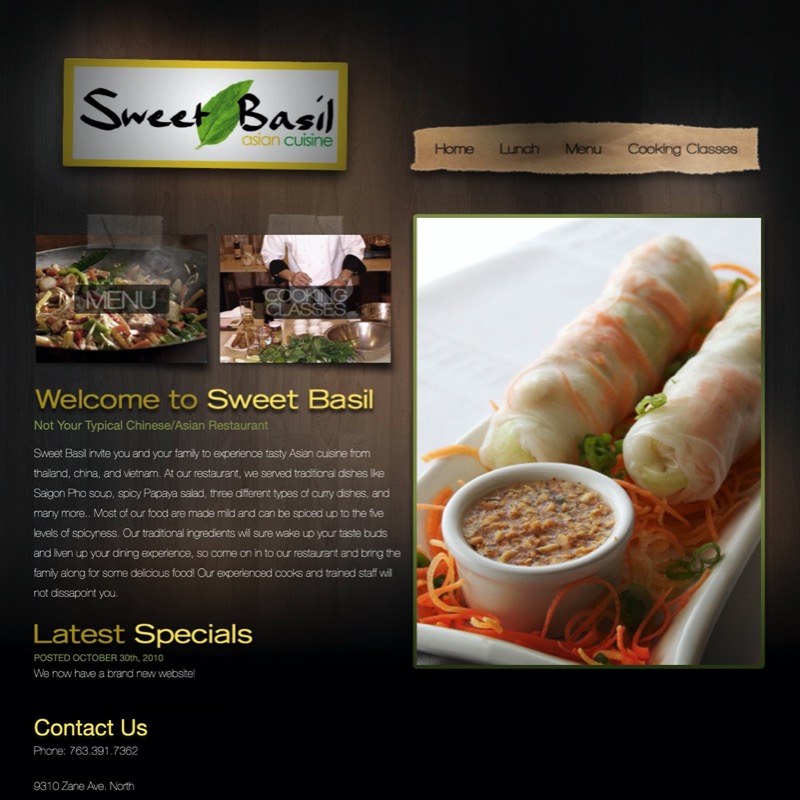 Sweet Basil
asian cuisine
Home Lunch Menu Cooking Classes
MENU
COOKING
CLASSES
Welcome to Sweet Basil
Not Your Typical Chinese/Asian Restaurant
Sweet Basil invite you and your family to experience tasty Asian cuisine from
thailand, china, and vietnam. At our restaurant, we served traditional dishes like
Saigon Pho soup, spicy Papaya salad, three different types of curry dishes, and
many more.. Most of our food are made mild and can be spiced up to the five
levels of spicyness. Our traditional ingredients will sure wake up your taste buds
and liven up your dining experience, so come on in to our restaurant and bring the
family along for some delicious food! Our experienced cooks and trained staff will
not dissapoint you.
Latest Specials
POSTED OCTOBER 30th, 2010
We now have a brand new website!
Contact Us
Phone: 763.391.7362
9310 Zane Ave. North